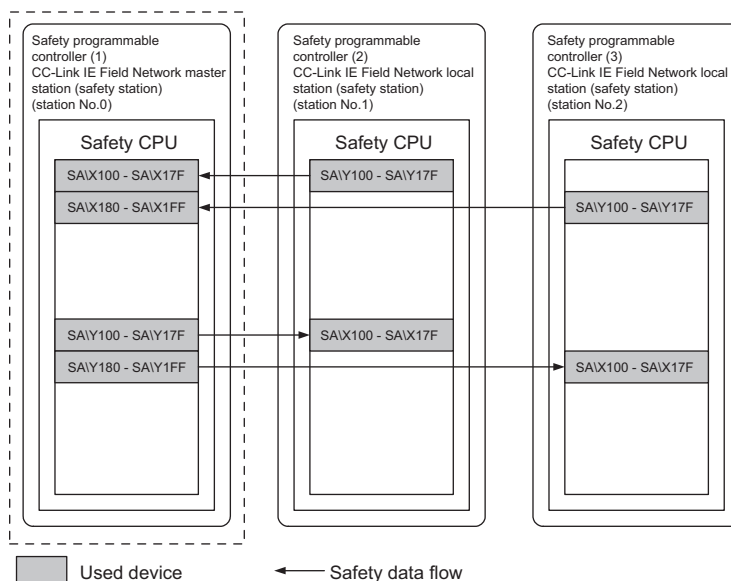 Safety programmable
controller (1)
CC-Link IE Field Network master
station (safety station)
(station No.0)
Safety CPU
SA\X100 - SA\X17F
SA\X180 - SA\X1FF
SA\Y100 - SA\Y17F
SA\Y180 - SA\Y1FF
Safety programmable
controller (2)
CC-Link IE Field Network local
station (safety station)
(station No.1)
Safety CPU
SA\Y100 - SA\Y17F
SA\X100 - SA\X17F
Safety programmable
controller (3)
CC-Link IE Field Network local
station (safety station)
(station No.2)
Safety CPU
SA\Y100 - SA\Y17F
SA\X100 - SA\X17F
Used device
Safety data flow